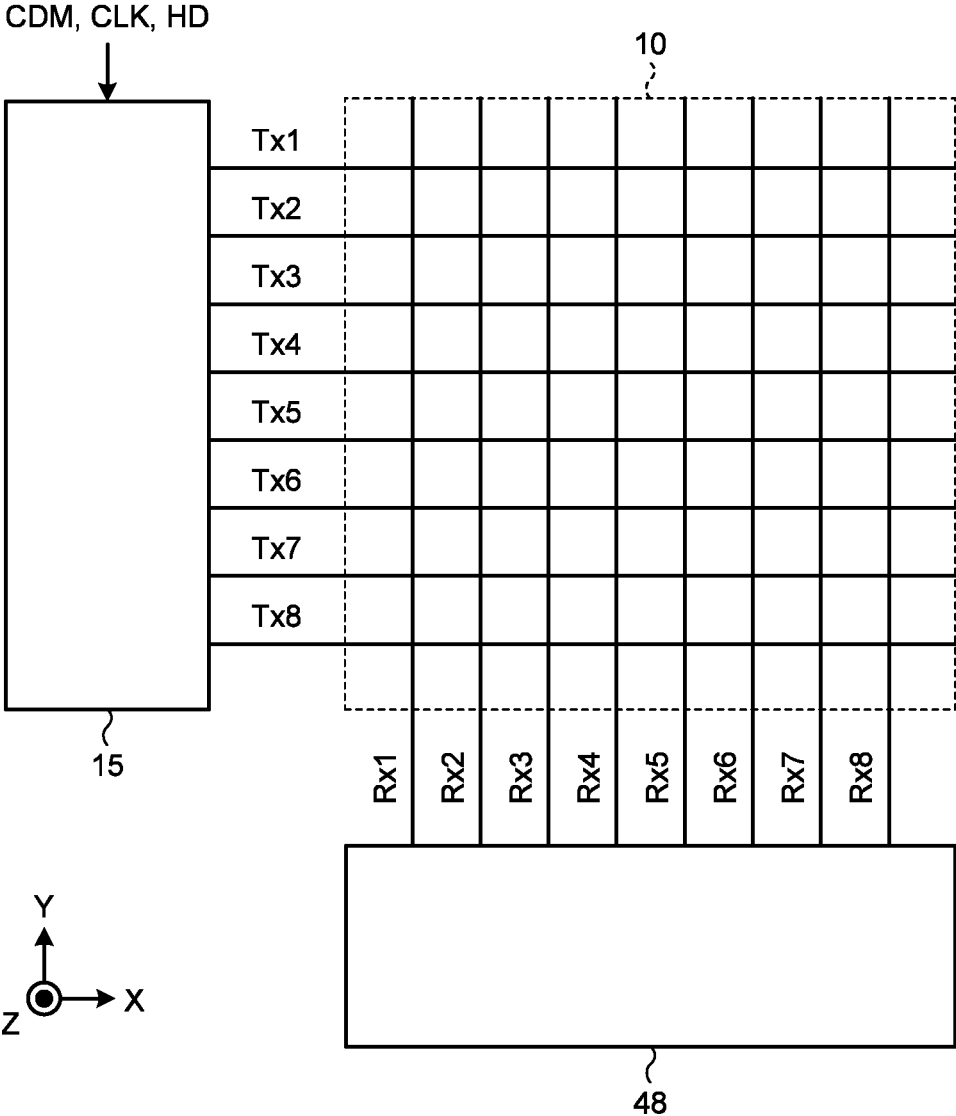 CDM, CLK, HD
10
Tx1
Tx2
Tx3
Tx4
Tx5
Tx6
Tx7
Tx8
15
Rx1
Rx2
Rx3
Rx4
Rx5
Rx6
Rx7
Rx8
Y
X
Z
48